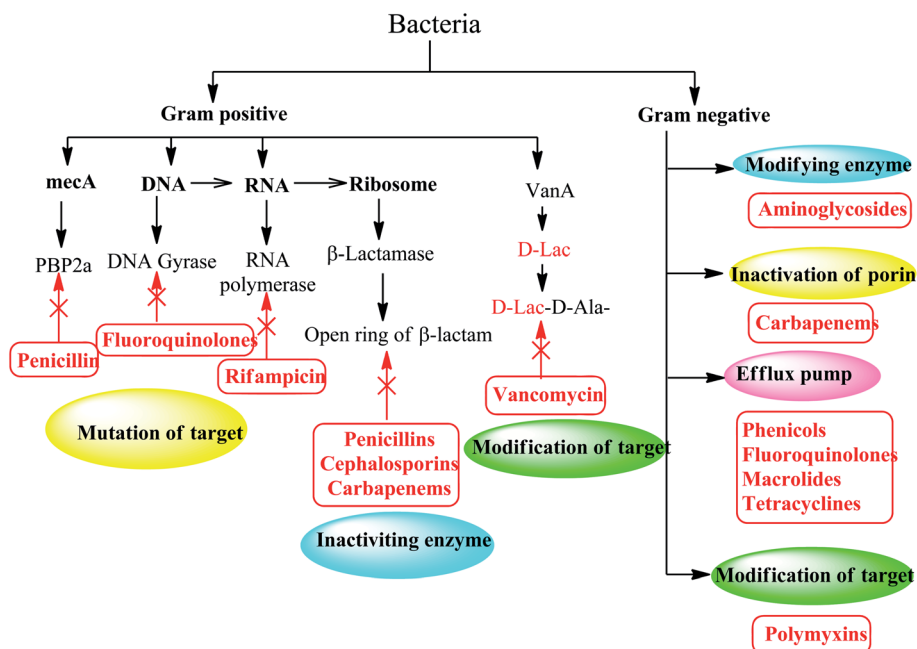 Bacteria
Gram positive
Gram negative
mecA
DNA
RNA
Ribosome
VanA
PBP2a
DNA Gyrase
RNA
polymerase
β-Lactamase
D-Lac
Open ring of β-lactam
D-Lac-D-Ala-
Penicillin
Fluoroquinolones
Rifampicin
Penicillins
Cephalosporins
Carbapenems
Vancomycin
Mutation of target
Inactiviting enzyme
Modification of target
Modifying enzyme
Aminoglycosides
Inactivation of porin
Carbapenems
Efflux pump
Phenicols
Fluoroquinolones
Macrolides
Tetracyclines
Modification of target
Polymyxins